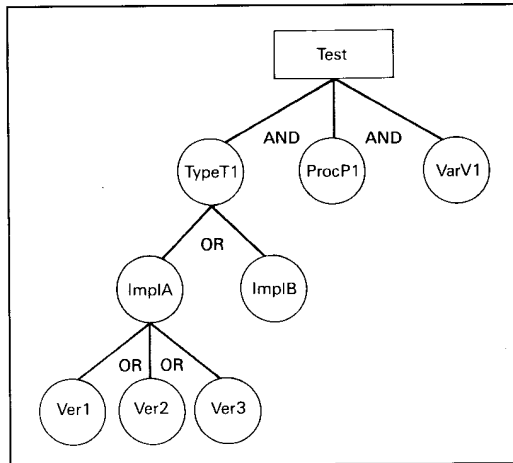 Test
AND
AND
TypeT1
ProcP1
VarV1
OR
ImplA
ImplB
OR
OR
Ver1
Ver2
Ver3